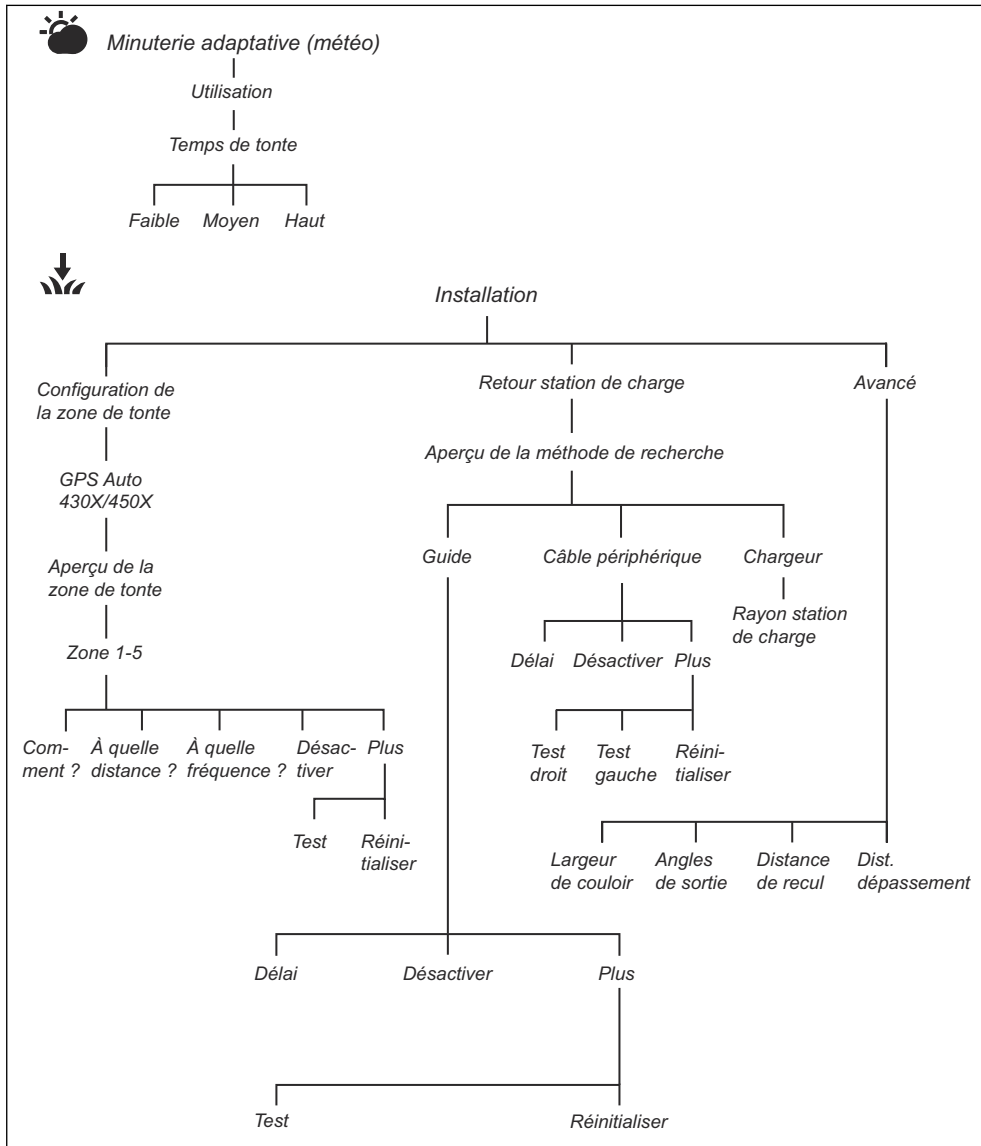 Minuterie adaptative (météo)
Utilisation
Temps de tonte
Faible Moyen Haut
Installation
Configuration de
la zone de tonte
Retour station de charge
Avancé
Aperçu de la méthode de recherche
GPS Auto
430X/450X
Guide
Câble périphérique
Chargeur
Aperçu de la
zone de tonte
Rayon station
de charge
Zone 1-5
Délai Désactiver Plus
Com-
ment ?
À quelle
distance ?
À quelle
fréquence ?
Désac-
tiver
Plus
Test
droit
Test
gauche
Réini-
tialiser
Test
Réini-
tialiser
Largeur
de couloir
Angles
de sortie
Distance
de recul
Dist.
dépassement
Délai Désactiver Plus
Test Réinitialiser